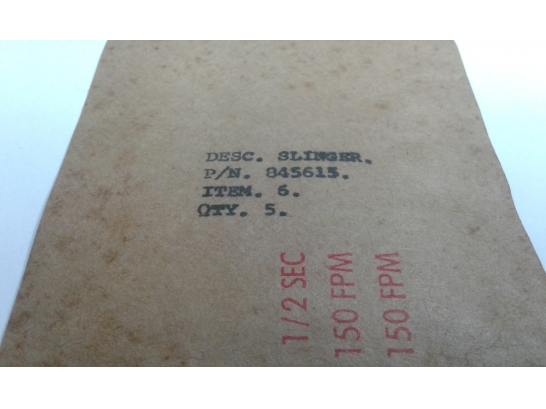 DESC. SLINGER.
P/N. 845615.
ITEM. 6.
QTY. 5.
1/2 SEC
150 FPM
150 FPM